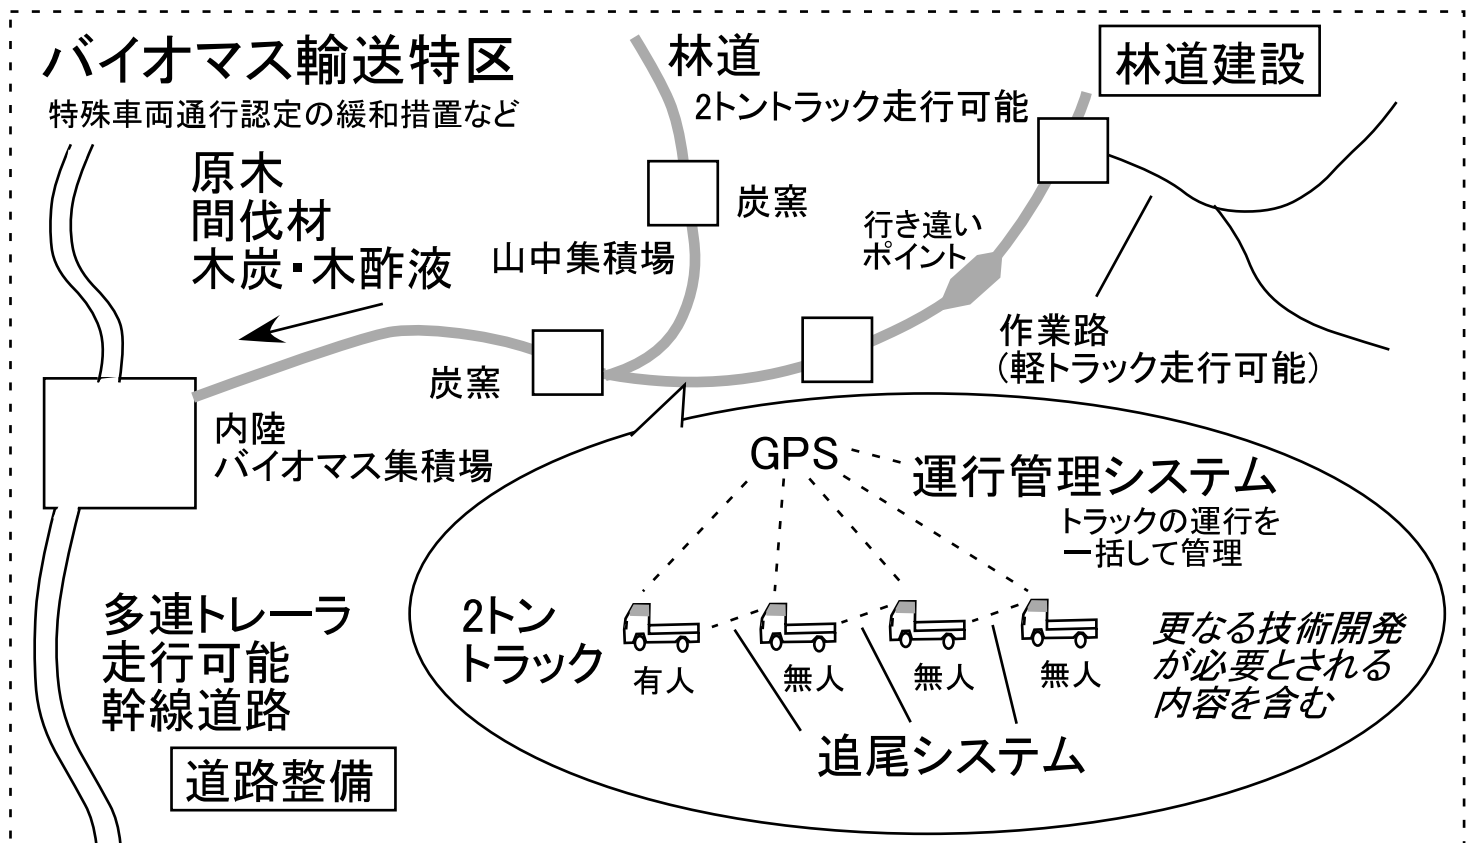 バイオマス輸送特区
特殊車両通行認定の緩和措置など
原木
間伐材
木炭・木酢液
林道
2トントラック走行可能
林道建設
炭窯
山中集積場
行き違い
ポイント
作業路
（軽トラック走行可能）
炭窯
内陸
バイオマス集積場
GPS
運行管理システム
トラックの運行を
一括して管理
2トン
トラック
有人
無人
無人
無人
更なる技術開発
が必要とされる
内容を含む
追尾システム
多連トレーラ
走行可能
幹線道路
道路整備